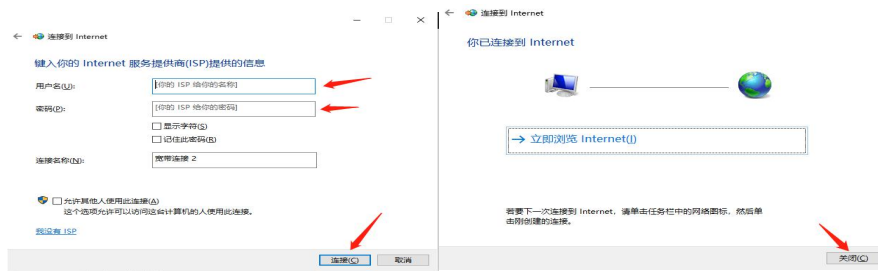 连接到 Internet
键入你的 Internet 服务提供商(ISP)提供的信息
用户名(U):
[你的 ISP 给你的名称]
密码(P):
[你的 ISP 给你的密码]
显示字符(S)
记住此密码(R)
连接名称(N):
宽带连接 2
允许其他人使用此连接(A)
这个选项允许可以访问这台计算机的人使用此连接。
我没有 ISP
连接(C)
取消
连接到 Internet
你已连接到 Internet
立即浏览 Internet(I)
若要下一次连接到 Internet，请单击任务栏中的网络图标，然后单
击刚创建的连接。
关闭(C)